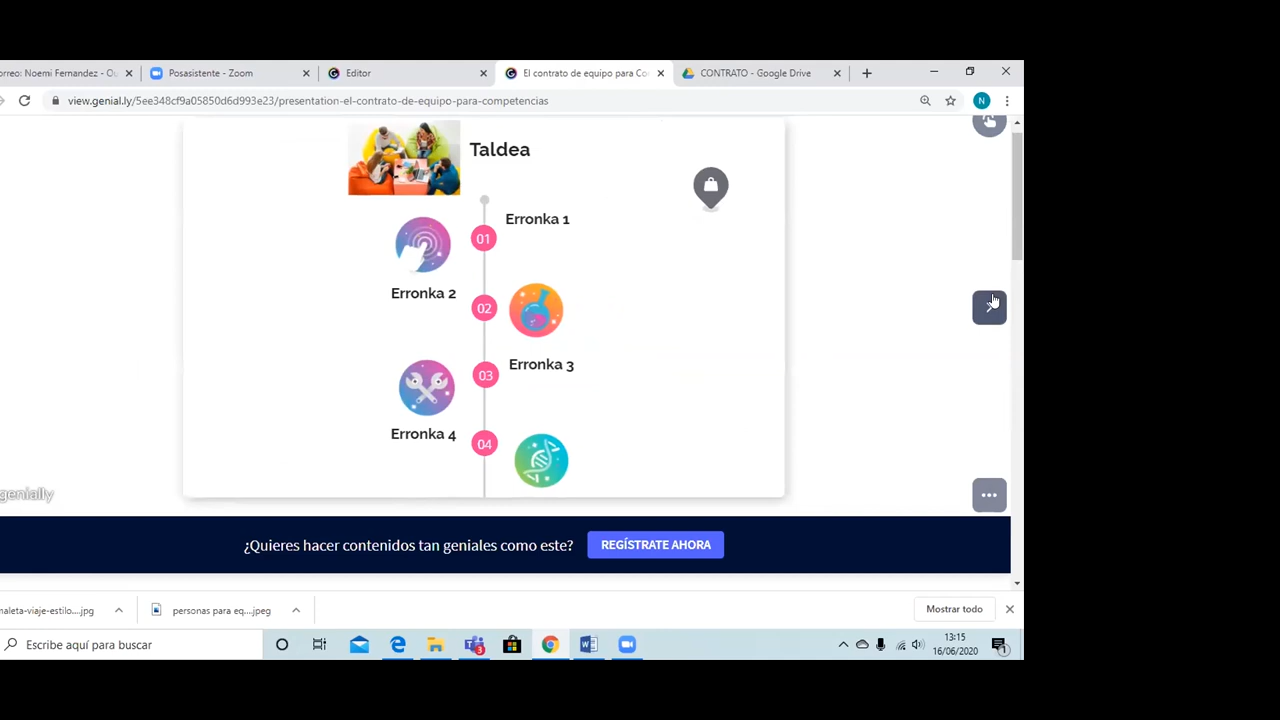 orreo: Noemi Fernandez - Ou
Posasistente - Zoom
Editor
El contrato de equipo para Co
CONTRATO - Google Drive
view.genial.ly/5ee348cf9a05850d6d993e23/presentation-el-contrato-de-equipo-para-competencias
N
Taldea
Erronka 1
01
Erronka 2
02
Erronka 3
03
Erronka 4
04
genially
¿Quieres hacer contenidos tan geniales como este?
REGÍSTRATE AHORA
maleta-viaje-estilo....jpg
personas para eq....jpeg
Mostrar todo
Escribe aquí para buscar
3
13:15
16/06/2020
1